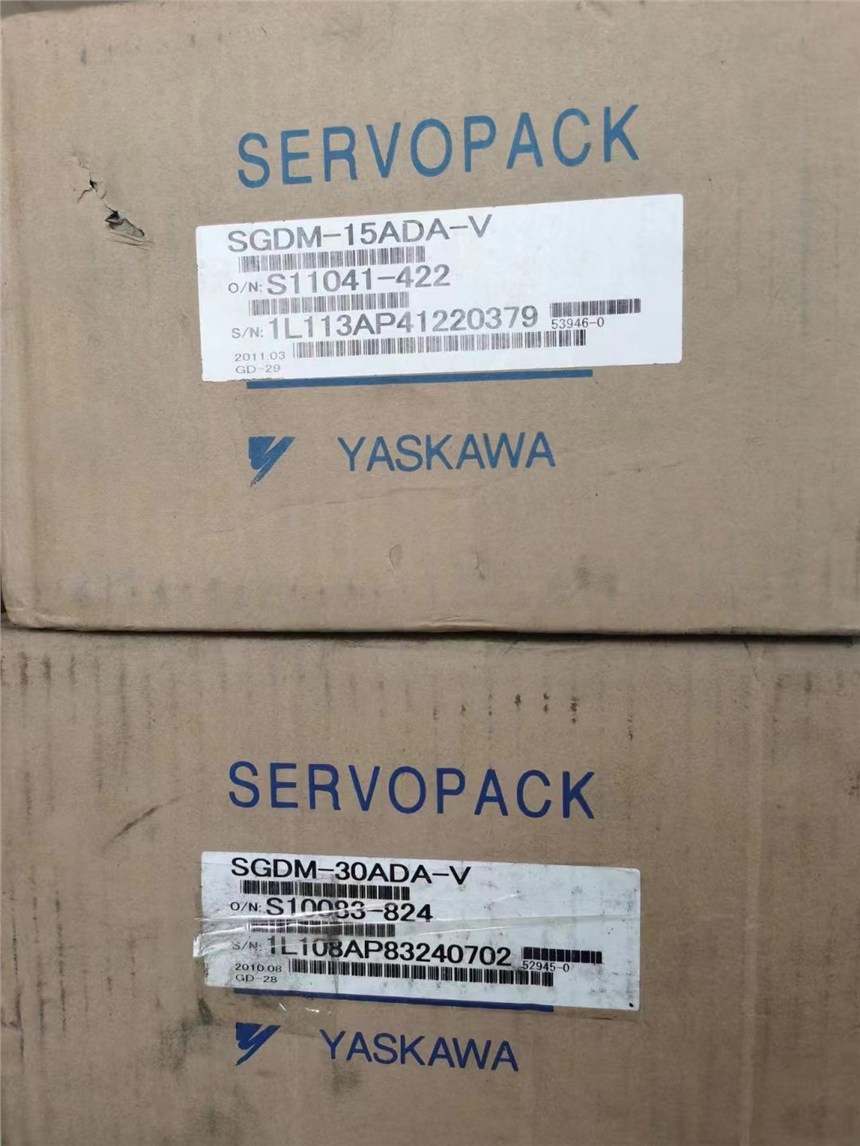 SERVOPACK
SGDM-15ADA-V
O/N: S11041-422
S/N: 1L113AP41220379 53946-0
2011.03
GD-29
YASKAWA
SERVOPACK
SGDM-30ADA-V
O/N: S10083-824
S/N: 1L108AP83240702 52945-0
2010.08
GD-28
YASKAWA